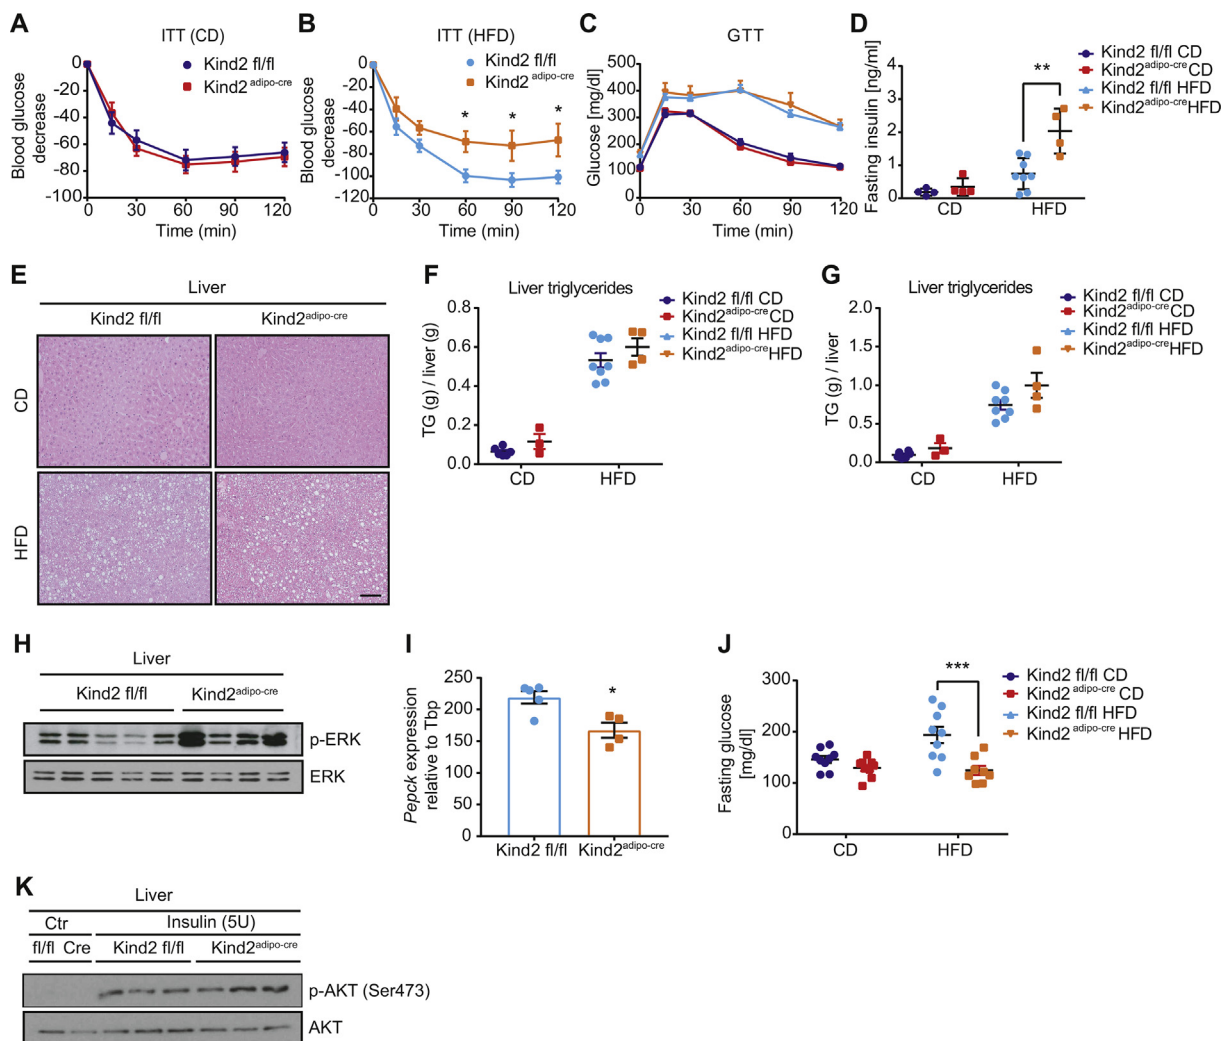 A
ITT (CD)
Kind2 fl/fl
Kind2 adipo-cre
Blood glucose
decrease
0
-20
-40
-60
-80
-100
0 30 60 90 120
Time (min)
B
ITT (HFD)
Kind2 fl/fl
Kind2 adipo-cre
Blood glucose
decrease
0
-20
-40
-60
-80
-100
-120
* * *
0 30 60 90 120
Time (min)
C
GTT
Glucose [mg/dl]
500
400
300
200
100
0
0 30 60 90 120
Time (min)
D
Kind2 fl/fl CD
Kind2adipo-cre CD
Kind2 fl/fl HFD
Kind2adipo-cre HFD
Fasting insulin [ng/ml]
4
3
2
1
0
**
CD HFD
E
Liver
Kind2 fl/fl Kind2adipo-cre
CD
HFD
F
Liver triglycerides
Kind2 fl/fl CD
Kind2adipo-cre CD
Kind2 fl/fl HFD
Kind2adipo-cre HFD
TG (g) / liver (g)
0.8
0.6
0.4
0.2
0.0
CD HFD
G
Liver triglycerides
Kind2 fl/fl CD
Kind2adipo-cre CD
Kind2 fl/fl HFD
Kind2adipo-cre HFD
TG (g) / liver
2.0
1.5
1.0
0.5
0.0
CD HFD
H
Liver
Kind2 fl/fl Kind2adipo-cre
p-ERK
ERK
I
Pepck expression
relative to Tbp
250
200
150
100
50
0
*
Kind2 fl/fl Kind2adipo-cre
J
Kind2 fl/fl CD
Kind2 adipo-cre CD
Kind2 fl/fl HFD
Kind2 adipo-cre HFD
Fasting glucose
[mg/dl]
300
200
100
0
***
CD HFD
K
Liver
Ctr Insulin (5U)
fl/fl Cre Kind2 fl/fl Kind2adipo-cre
p-AKT (Ser473)
AKT